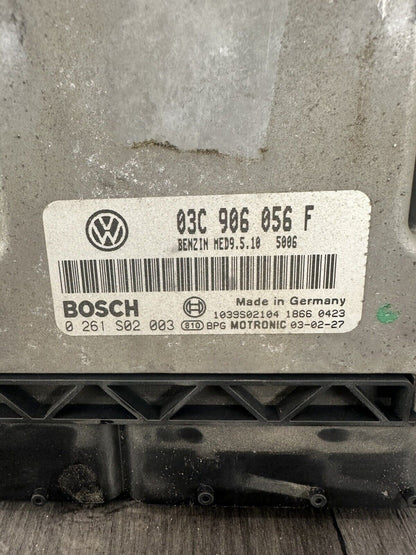 03C 906 056 F
BENZIN MED9.5.10 5006
BOSCH
Made in Germany
0 261 S02 003
1039S02104 1866 0423
810 BPG MOTRONIC 03-02-27